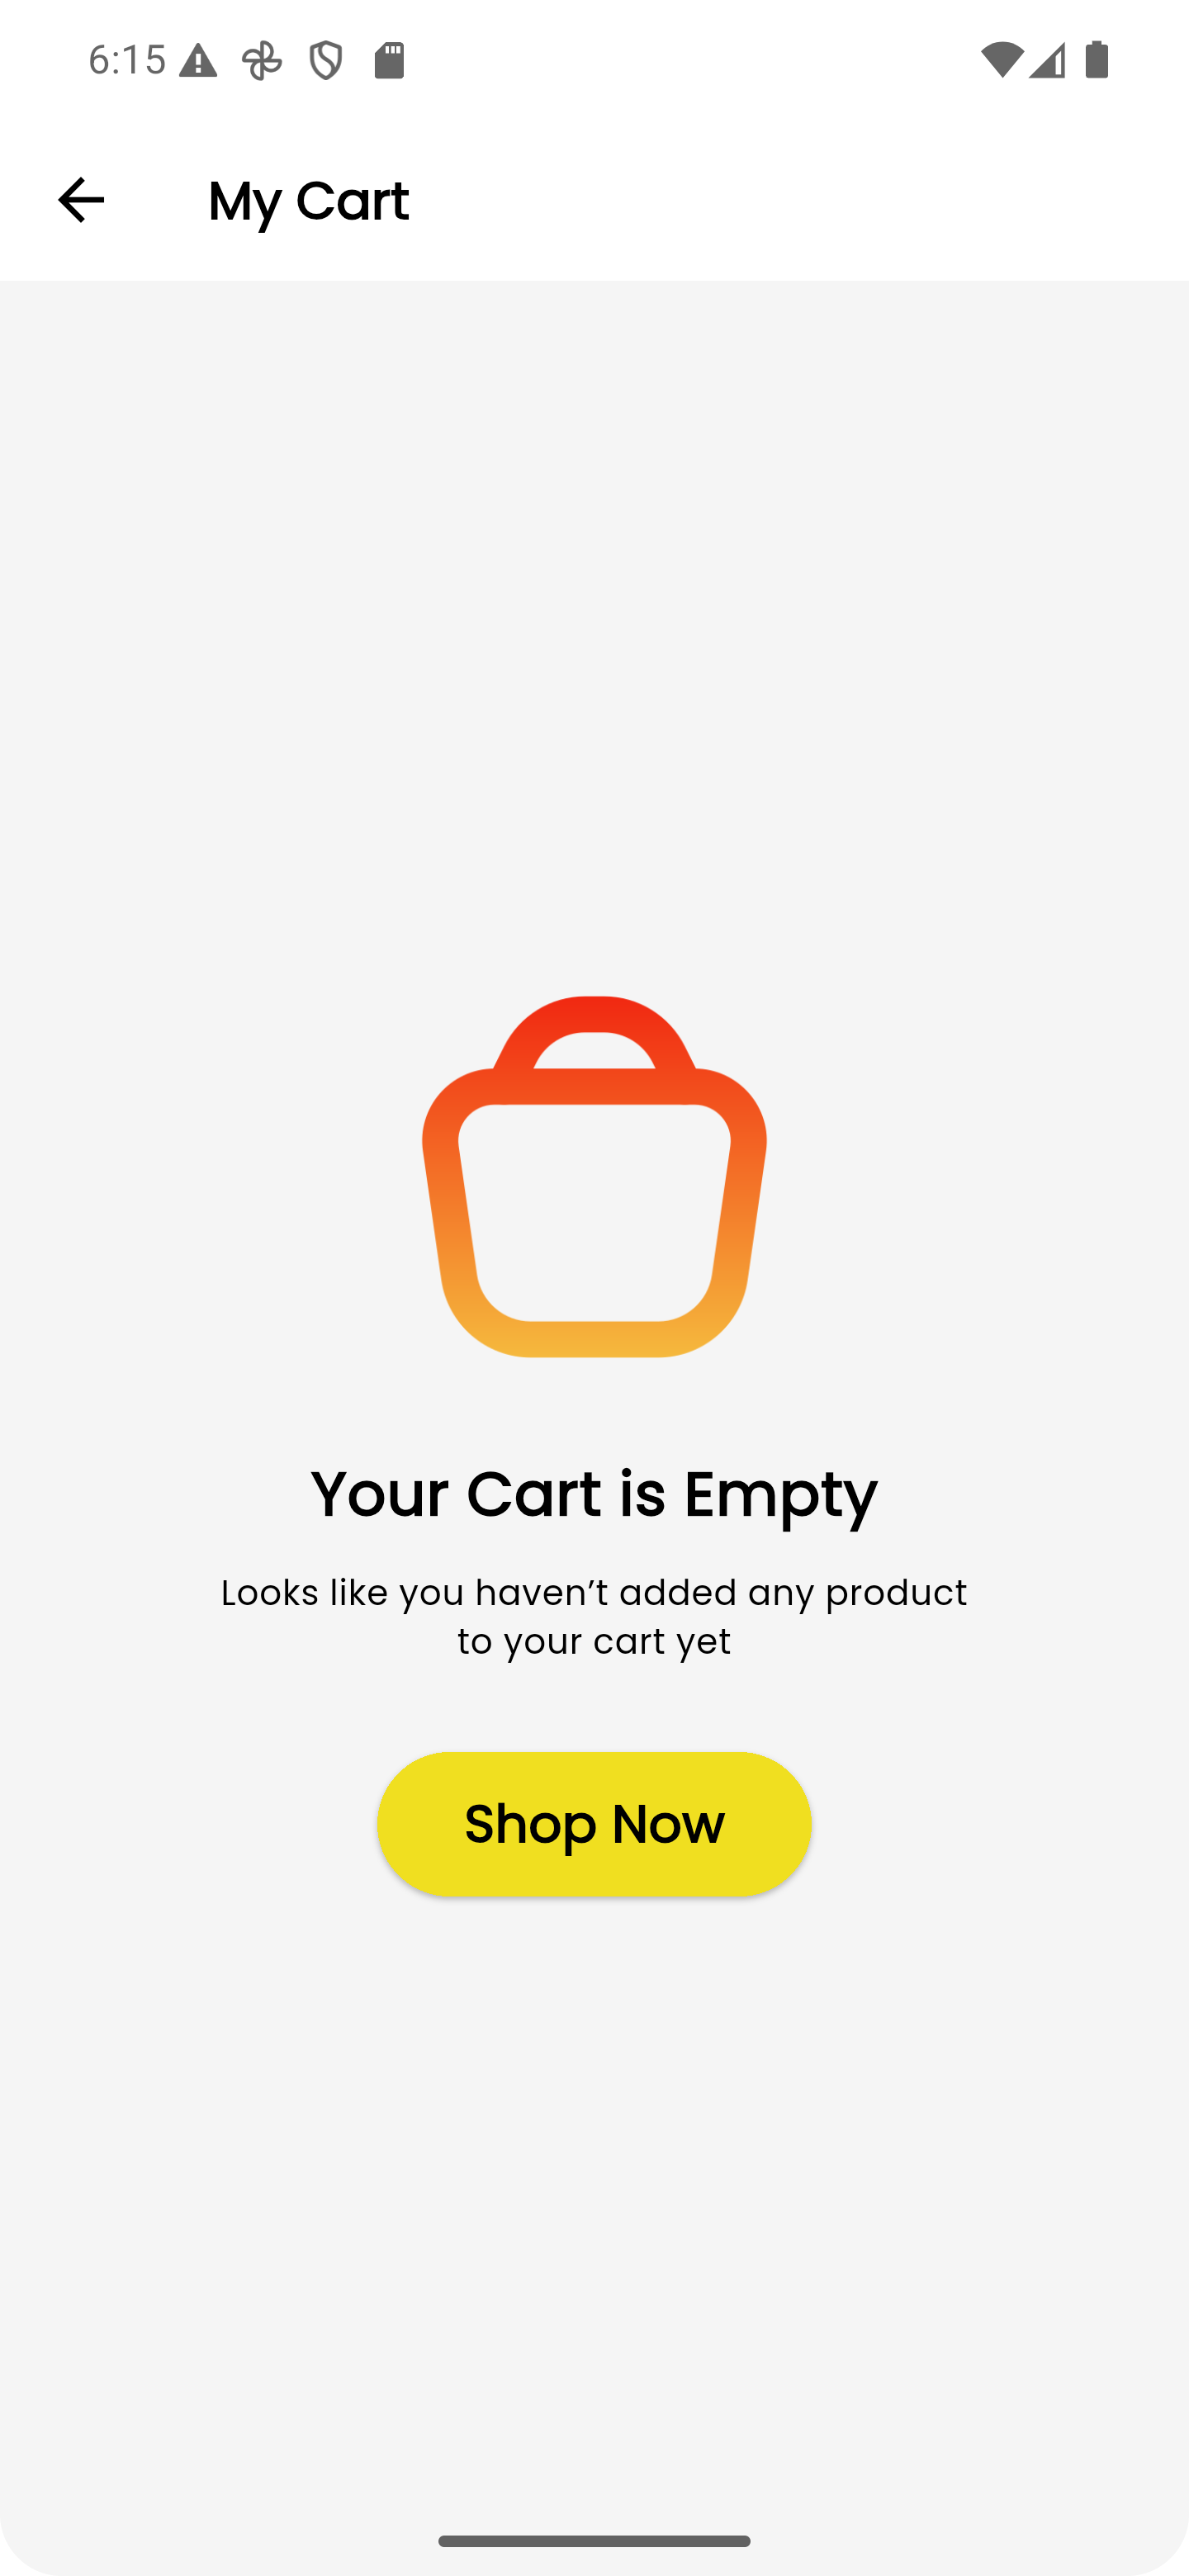 6:15
My Cart
Your Cart is Empty
Looks like you haven’t added any product
to your cart yet
Shop Now